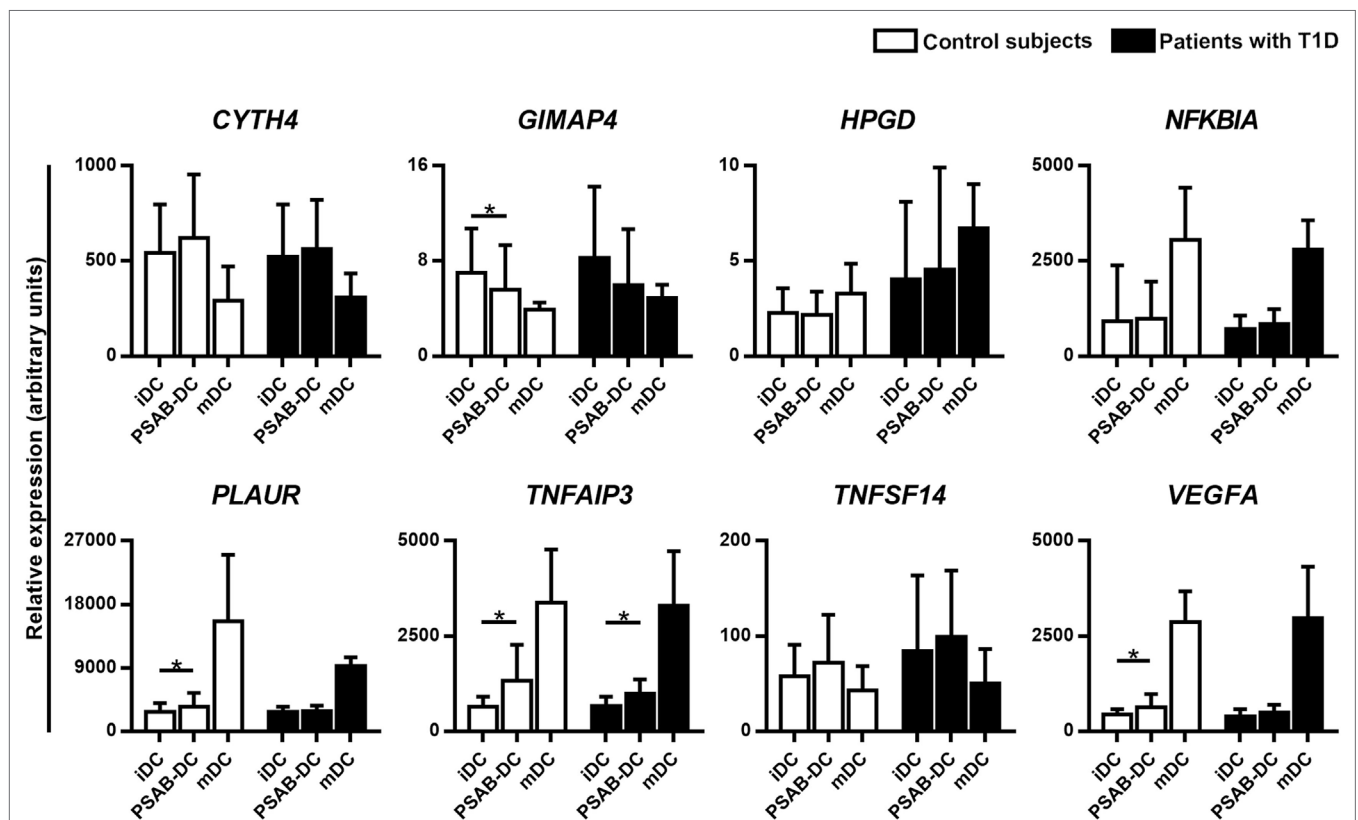 Control subjects Patients with T1D
CYTH4 GIMAP4 HPGD NFKBIA
Relative expression (arbitrary units)
1000 16 10 5000
*
500 8 5 2500
0 0 0 0
iDC PSAB-DC mDC iDC PSAB-DC mDC iDC PSAB-DC mDC iDC PSAB-DC mDC iDC PSAB-DC mDC iDC PSAB-DC mDC iDC PSAB-DC mDC iDC PSAB-DC mDC
PLAUR TNFAIP3 TNFSF14 VEGFA
27000 5000 200 5000
18000
* *
2500 100 2500
9000 * *
0 0 0 0
iDC PSAB-DC mDC iDC PSAB-DC mDC iDC PSAB-DC mDC iDC PSAB-DC mDC iDC PSAB-DC mDC iDC PSAB-DC mDC iDC PSAB-DC mDC iDC PSAB-DC mDC